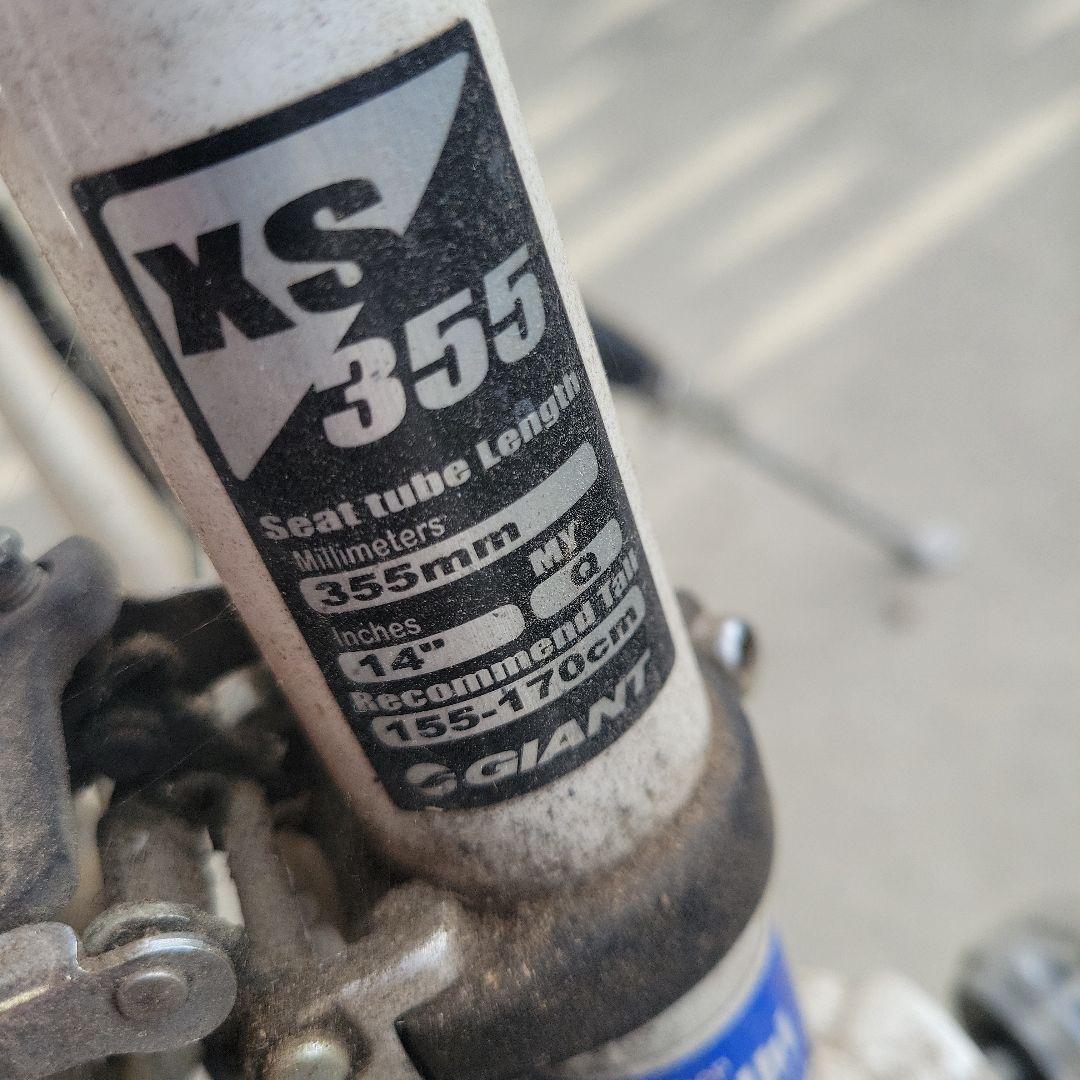 XS
355
Seat Tube Length
Millimeters
355mm
MY
Q
Inches
14"
Recommend Tall
155-170cm
GIANT